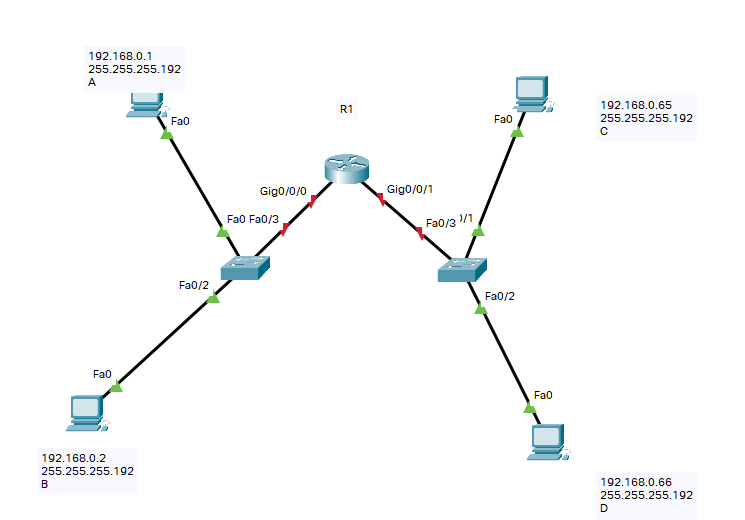 192.168.0.1
255.255.255.192
A
Fa0
R1
Fa0
192.168.0.65
255.255.255.192
C
Gig0/0/0
Gig0/0/1
Fa0 Fa0/3
Fa0/3 )/1
Fa0/2
Fa0/2
Fa0
Fa0
192.168.0.2
255.255.255.192
B
192.168.0.66
255.255.255.192
D